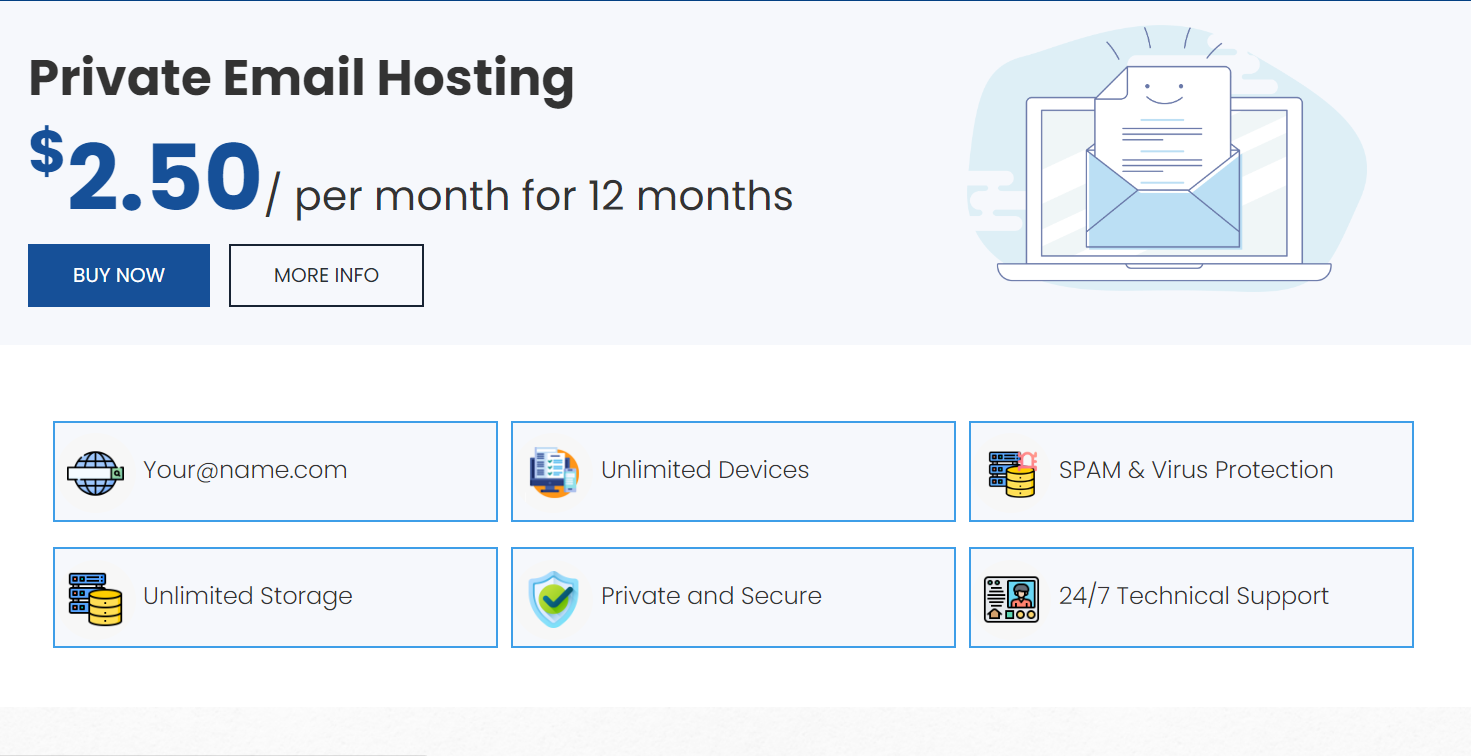 Private Email Hosting
$2.50/ per month for 12 months
BUY NOW
MORE INFO
Your@name.com
Unlimited Devices
SPAM & Virus Protection
Unlimited Storage
Private and Secure
24/7 Technical Support